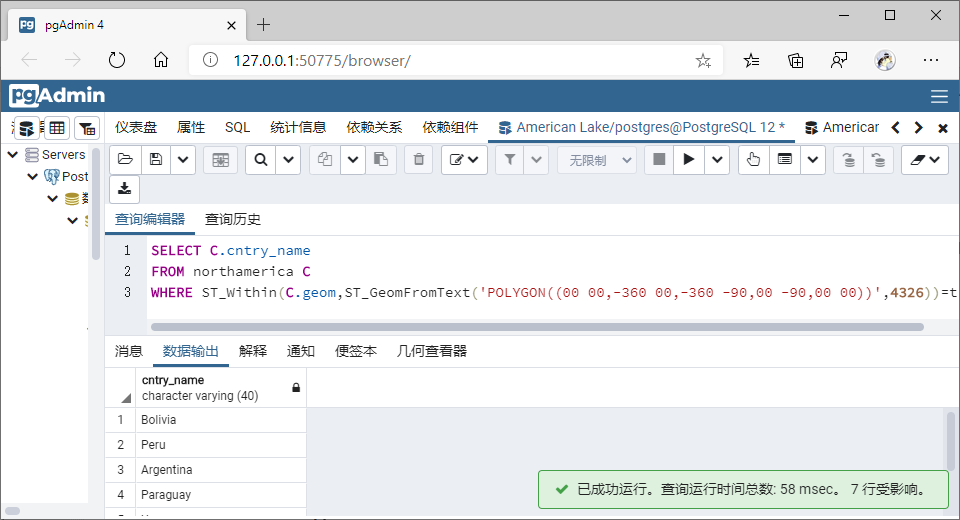 pgAdmin 4
127.0.0.1:50775/browser/
pgAdmin
仪表盘 属性 SQL 统计信息 依赖关系 依赖组件 American Lake/postgres@PostgreSQL 12 * Americar
Servers
Post
无限制
查询编辑器 查询历史
1 SELECT C.cntry_name
2 FROM northamerica C
3 WHERE ST_Within(C.geom,ST_GeomFromText('POLYGON((00 00,-360 00,-360 -90,00 -90,00 00))',4326))=t
消息 数据输出 解释 通知 便签本 几何查看器
cntry_name
character varying (40)
1 Bolivia
2 Peru
3 Argentina
4 Paraguay
已成功运行。查询运行时间总数: 58 msec。 7 行受影响。